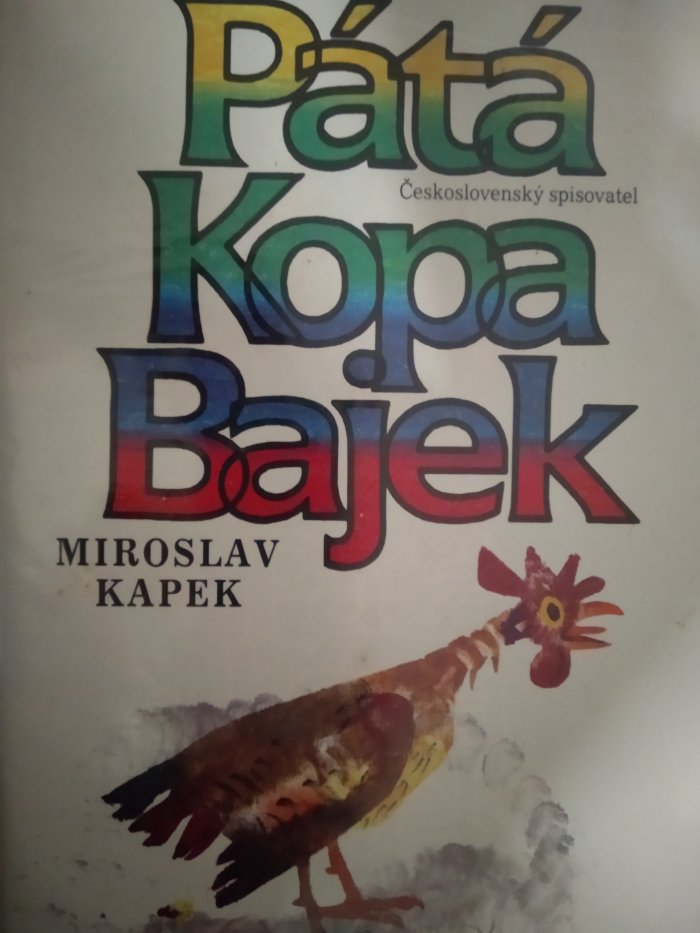 Pátá
Československý spisovatel
Kopa
Bajek
MIROSLAV
KAPEK